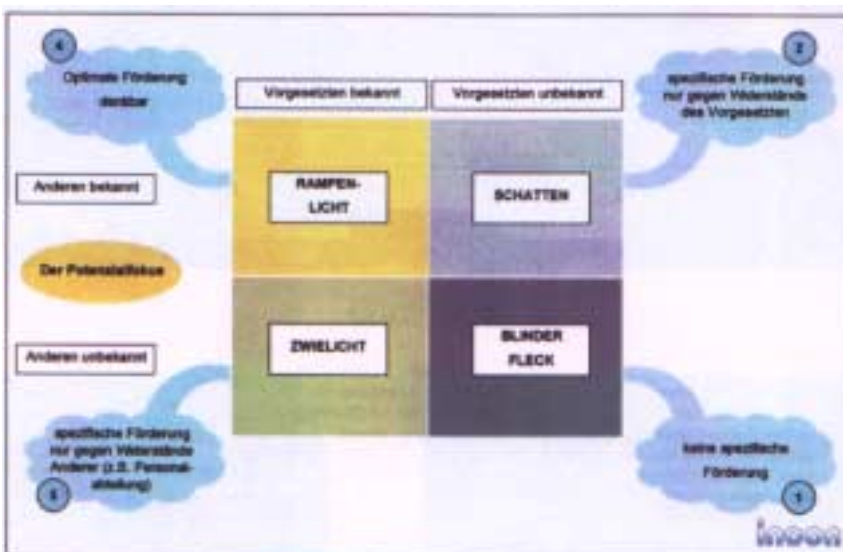 4
Optimale Förderung
denkbar
2
spezifische Förderung
nur gegen Widerstände
des Vorgesetzten
Vorgesetzten bekannt
Vorgesetzten unbekannt
Anderen bekannt
RAMPEN-
LICHT
SCHATTEN
Der Potenzialfokus
Anderen unbekannt
ZWIELICHT
BLINDER
FLECK
spezifische Förderung
nur gegen Widerstände
Anderer (z.B. Personal-
abteilung)
3
keine spezifische
Förderung
1